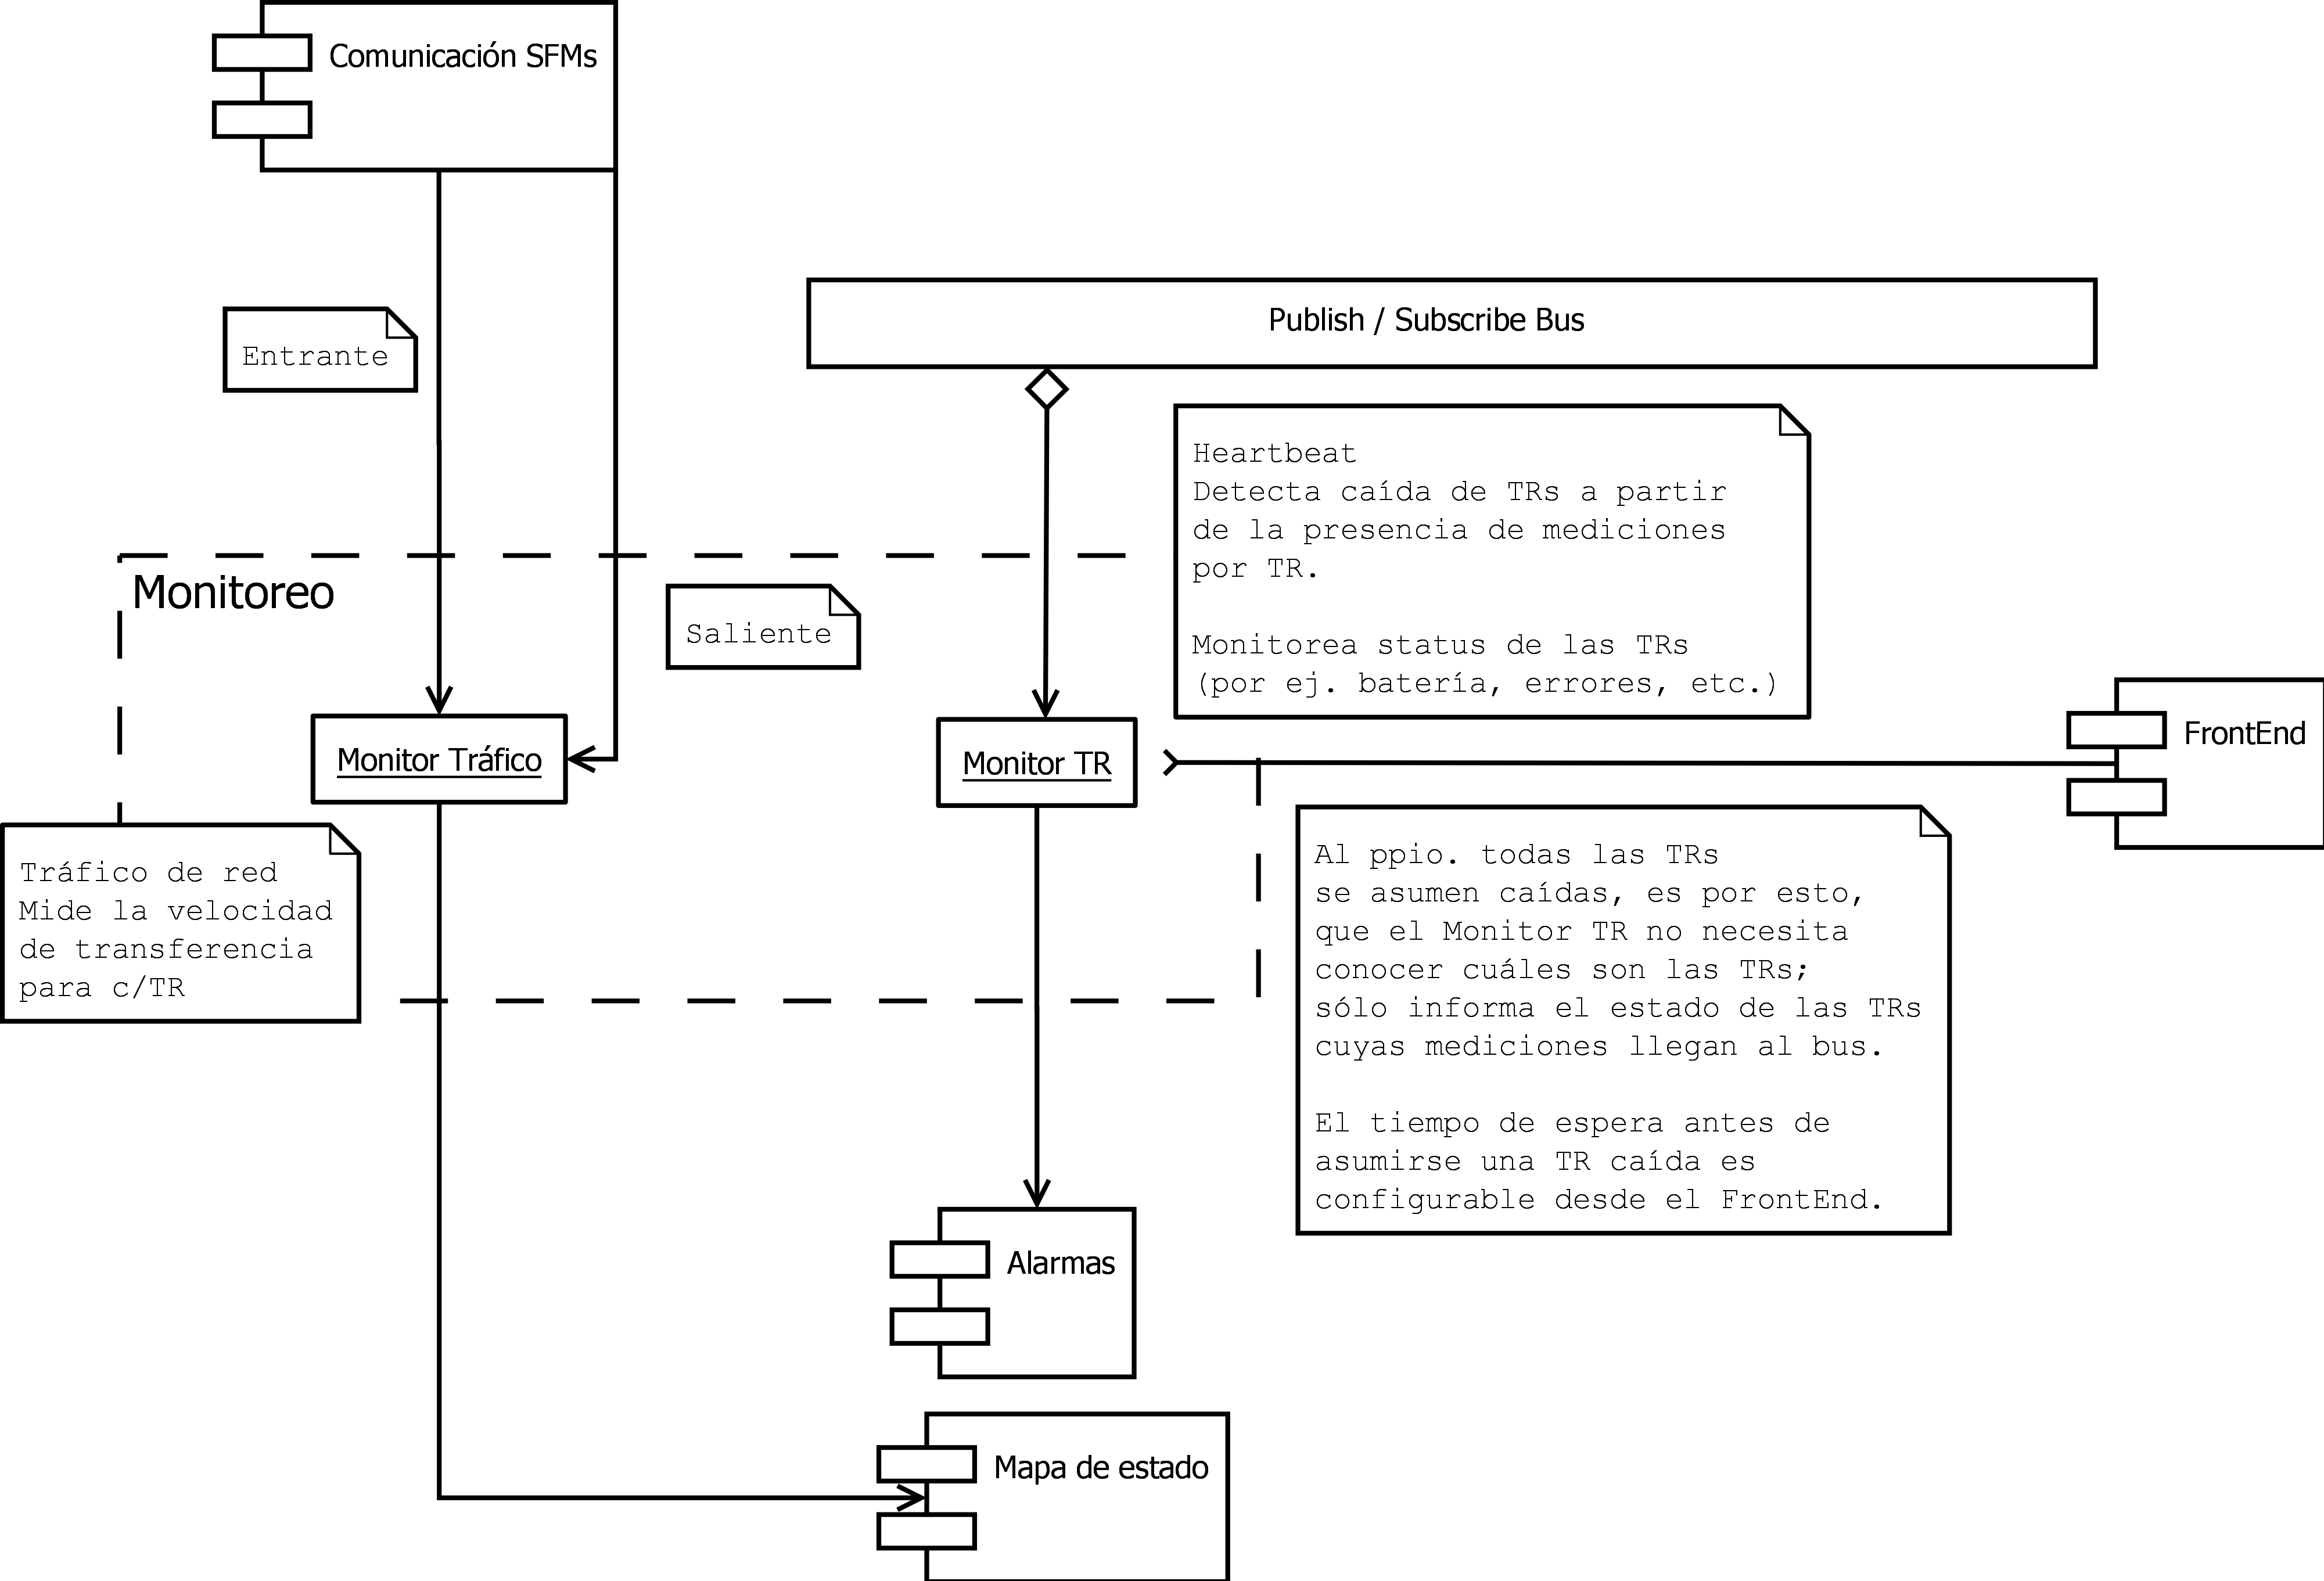 Comunicación SFMs
Entrante
Publish / Subscribe Bus
Heartbeat
Detecta caída de TRs a partir
de la presencia de mediciones
por TR.
Monitorea status de las TRs
(por ej. batería, errores, etc.)
Monitoreo
Saliente
Monitor Tráfico
Monitor TR
FrontEnd
Tráfico de red
Mide la velocidad
de transferencia
para c/TR
Al ppio. todas las TRs
se asumen caídas, es por esto,
que el Monitor TR no necesita
conocer cuáles son las TRs;
sólo informa el estado de las TRs
cuyas mediciones llegan al bus.
El tiempo de espera antes de
asumirse una TR caída es
configurable desde el FrontEnd.
Alarmas
Mapa de estado